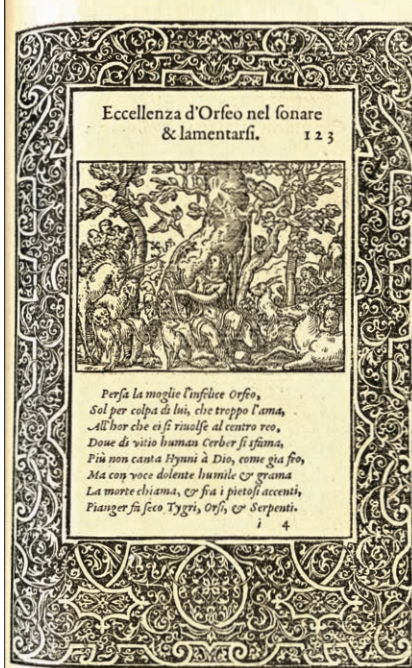 Eccellenza d'Orfeo nel ſonare
& lamentarſi. 123
Perſa la moglie l'infelice Orfeo,
Sol per colpa di lui, che troppo l'ama,
All'hor che ei ſi riuolſe al centro reo,
Doue di vitio human Cerber ſi sfama,
Più non canta Hynni à Dio, come gia feo,
Ma con voce dolente humile & grama
La morte chiama, & fra i pietoſi accenti,
Pianger fà ſeco Tygri, Orſi, & Serpenti.
i 4